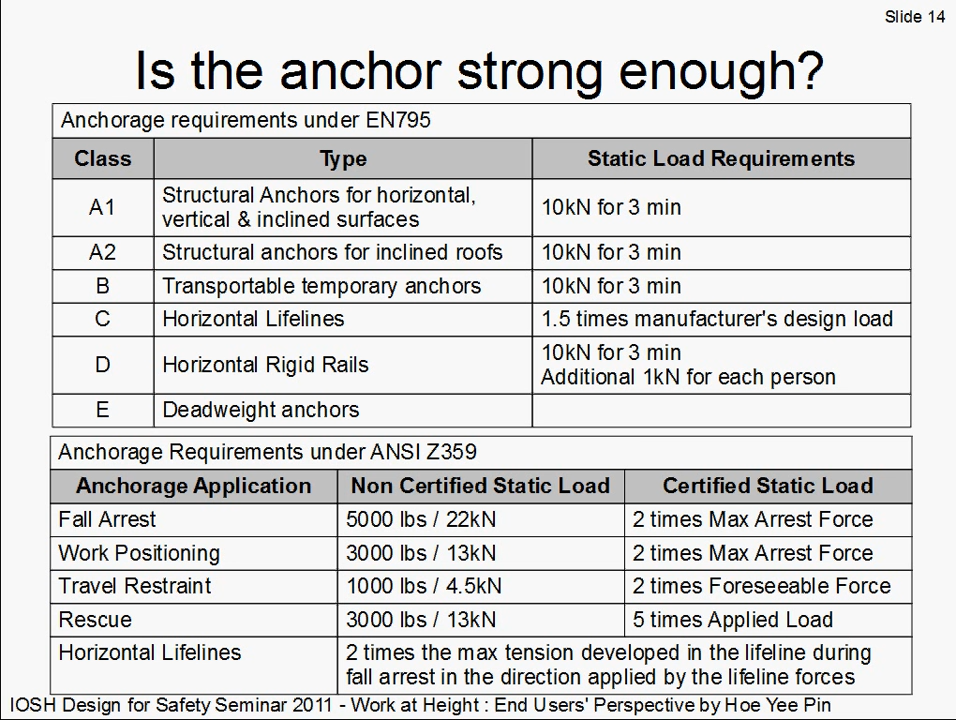 Slide 14
Is the anchor strong enough?
Anchorage requirements under EN795
Class Type Static Load Requirements
A1 Structural Anchors for horizontal, vertical & inclined surfaces 10kN for 3 min
A2 Structural anchors for inclined roofs 10kN for 3 min
B Transportable temporary anchors 10kN for 3 min
C Horizontal Lifelines 1.5 times manufacturer's design load
D Horizontal Rigid Rails 10kN for 3 min Additional 1kN for each person
E Deadweight anchors
Anchorage Requirements under ANSI Z359
Anchorage Application Non Certified Static Load Certified Static Load
Fall Arrest 5000 lbs / 22kN 2 times Max Arrest Force
Work Positioning 3000 lbs / 13kN 2 times Max Arrest Force
Travel Restraint 1000 lbs / 4.5kN 2 times Foreseeable Force
Rescue 3000 lbs / 13kN 5 times Applied Load
Horizontal Lifelines 2 times the max tension developed in the lifeline during
fall arrest in the direction applied by the lifeline forces
IOSH Design for Safety Seminar 2011 - Work at Height : End Users' Perspective by Hoe Yee Pin